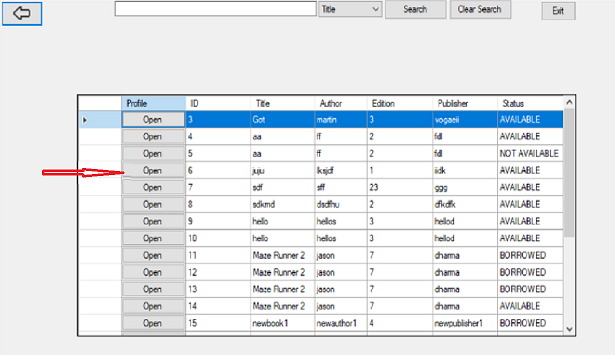 Title Search Clear Search Exit
Profile IID Title Author Edition Publisher Status
Open 3 Got martin 3 vogaeii AVAILABLE
Open 4 aa ff 2 fdl AVAILABLE
Open 5 aa ff 2 fdl NOT AVAILABLE
Open 6 juju lksjdf 1 iidk AVAILABLE
Open 7 sdf sff 23 ggg AVAILABLE
Open 8 sdkmd dsdfhu 2 dfkdfk AVAILABLE
Open 9 hello hellos 3 hellod AVAILABLE
Open 10 hello hellos 3 hellod AVAILABLE
Open 11 Maze Runner 2 jason 7 dharma BORROWED
Open 12 Maze Runner 2 jason 7 dharma BORROWED
Open 13 Maze Runner 2 jason 7 dharma BORROWED
Open 14 Maze Runner 2 jason 7 dharma AVAILABLE
Open 15 newbook1 newauthor1 4 newpublisher1 BORROWED